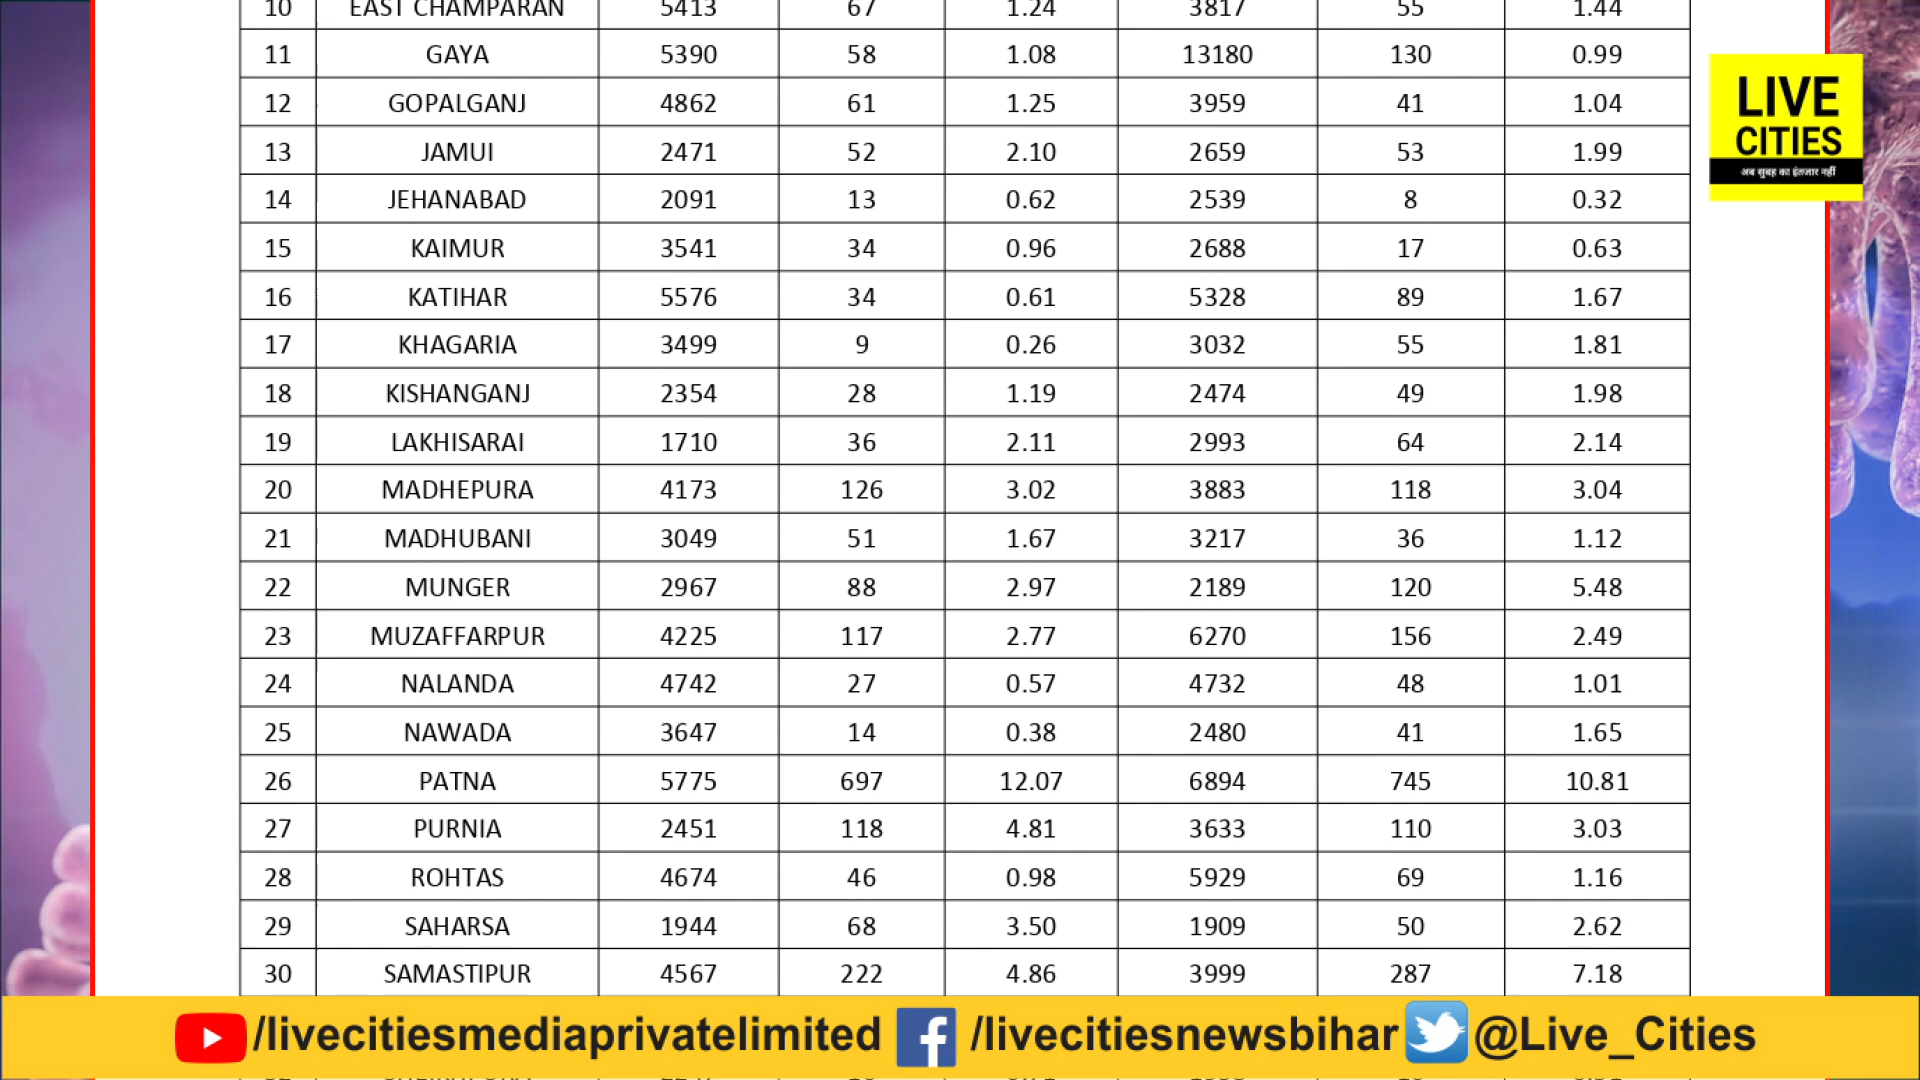 10 EAST CHAMPARAN 5413 67 1.24 3817 55 1.44
11 GAYA 5390 58 1.08 13180 130 0.99
12 GOPALGANJ 4862 61 1.25 3959 41 1.04
13 JAMUI 2471 52 2.10 2659 53 1.99
14 JEHANABAD 2091 13 0.62 2539 8 0.32
15 KAIMUR 3541 34 0.96 2688 17 0.63
16 KATIHAR 5576 34 0.61 5328 89 1.67
17 KHAGARIA 3499 9 0.26 3032 55 1.81
18 KISHANGANJ 2354 28 1.19 2474 49 1.98
19 LAKHISARAI 1710 36 2.11 2993 64 2.14
20 MADHEPURA 4173 126 3.02 3883 118 3.04
21 MADHUBANI 3049 51 1.67 3217 36 1.12
22 MUNGER 2967 88 2.97 2189 120 5.48
23 MUZAFFARPUR 4225 117 2.77 6270 156 2.49
24 NALANDA 4742 27 0.57 4732 48 1.01
25 NAWADA 3647 14 0.38 2480 41 1.65
26 PATNA 5775 697 12.07 6894 745 10.81
27 PURNIA 2451 118 4.81 3633 110 3.03
28 ROHTAS 4674 46 0.98 5929 69 1.16
29 SAHARSA 1944 68 3.50 1909 50 2.62
30 SAMASTIPUR 4567 222 4.86 3999 287 7.18
LIVE
CITIES
अब सुबह का इंतजार नहीं
/livecitiesmediaprivatelimited /livecitiesnewsbihar @Live_Cities